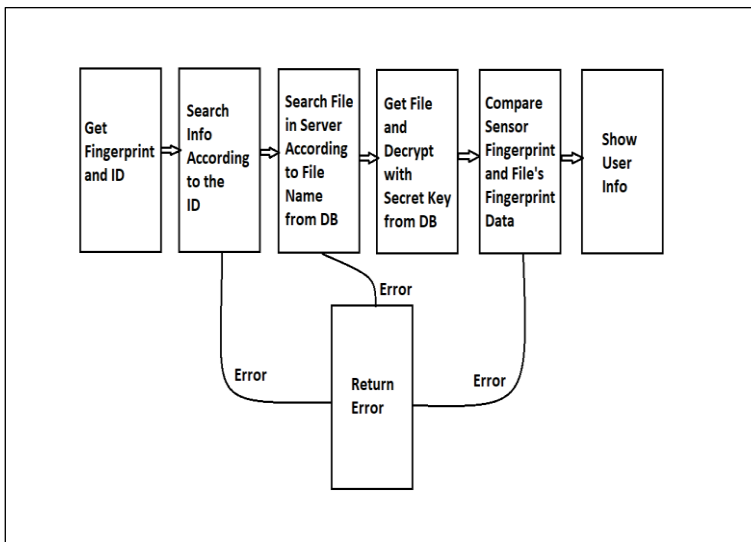 Get
Fingerprint
and ID
Search
Info
According
to the
ID
Search File
in Server
According
to File
Name
from DB
Get File
and
Decrypt
with
Secret Key
from DB
Compare
Sensor
Fingerprint
and File's
Fingerprint
Data
Show
User
Info
Error
Error
Error
Return
Error